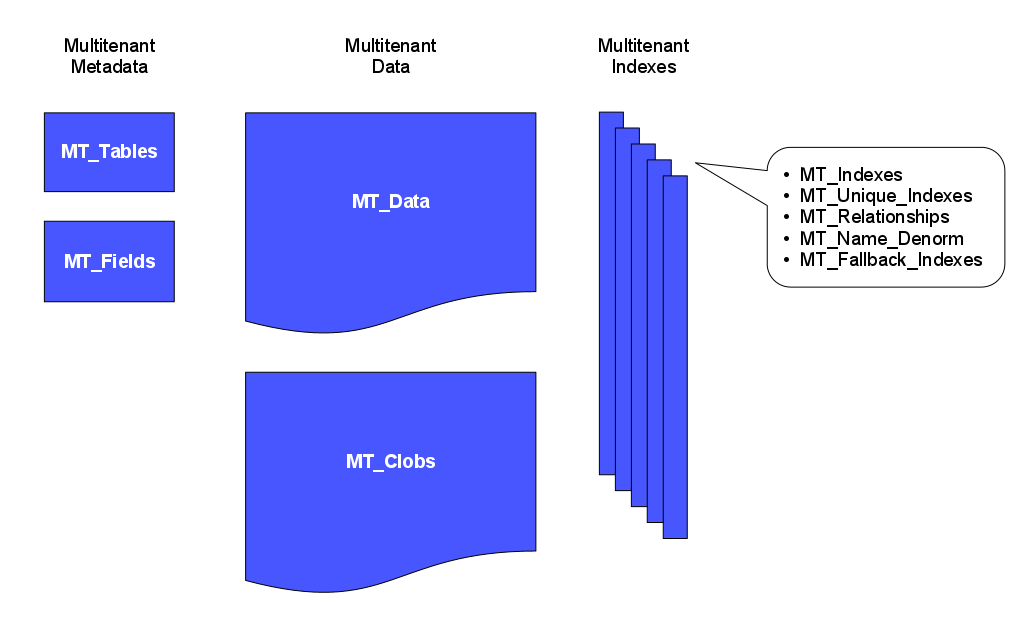 Multitenant
Metadata
Multitenant
Data
Multitenant
Indexes
MT_Tables
MT_Fields
MT_Data
MT_Clobs
• MT_Indexes
• MT_Unique_Indexes
• MT_Relationships
• MT_Name_Denorm
• MT_Fallback_Indexes